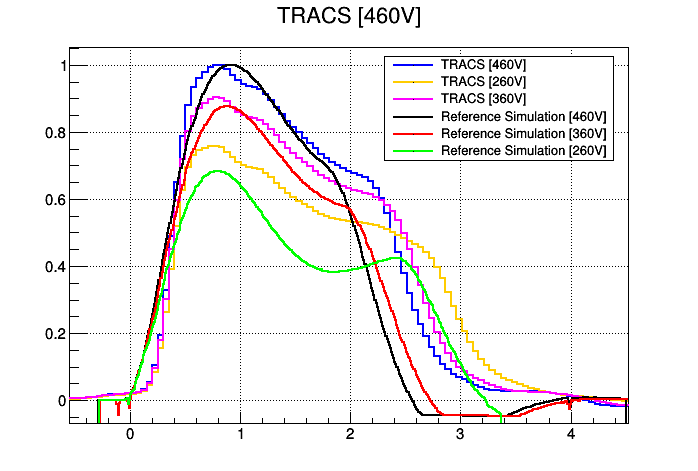 TRACS [460V]
TRACS [460V]
TRACS [260V]
TRACS [360V]
Reference Simulation [460V]
Reference Simulation [360V]
Reference Simulation [260V]
1
0.8
0.6
0.4
0.2
0
0 1 2 3 4